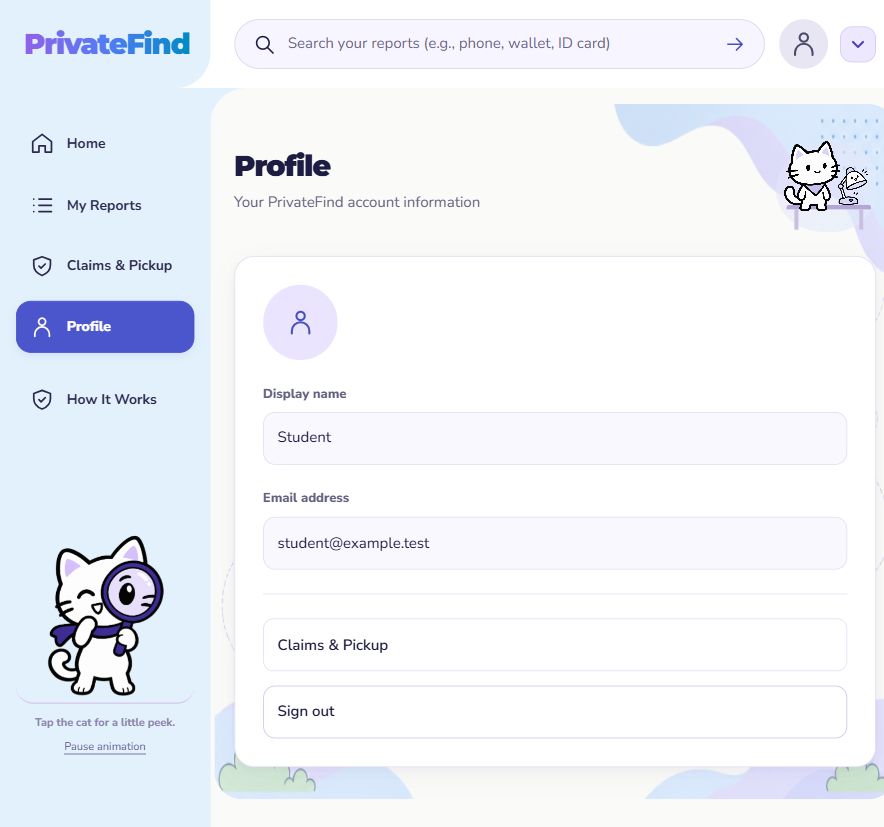 PrivateFind
Search your reports (e.g., phone, wallet, ID card)
Home
My Reports
Claims & Pickup
Profile
How It Works
Tap the cat for a little peek.
Pause animation
Profile
Your PrivateFind account information
Display name
Student
Email address
student@example.test
Claims & Pickup
Sign out